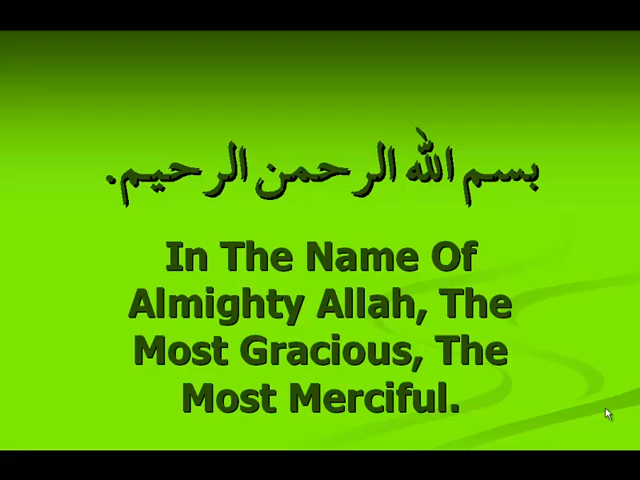 بسم الله الرحمن الرحيم.
In The Name Of
Almighty Allah, The
Most Gracious, The
Most Merciful.